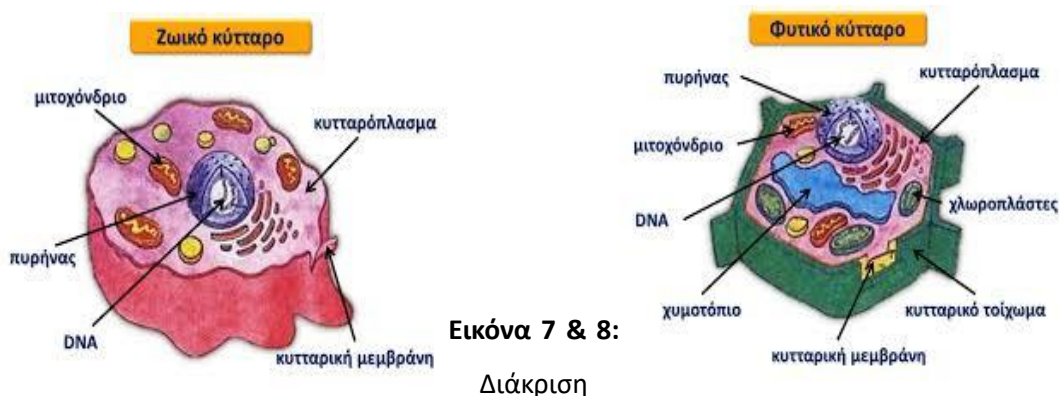 Ζωικό κύτταρο
μιτοχόνδριο
κυτταρόπλασμα
πυρήνας
DNA
κυτταρική μεμβράνη
Εικόνα 7 & 8:
Διάκριση
Φυτικό κύτταρο
πυρήνας
κυτταρόπλασμα
μιτοχόνδριο
DNA
χλωροπλάστες
χυμοτόπιο
κυτταρικό τοίχωμα
κυτταρική μεμβράνη